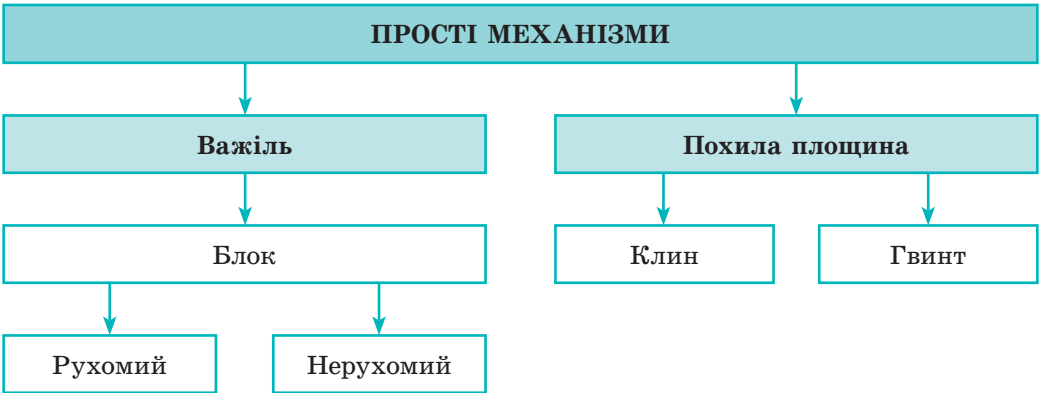 ПРОСТІ МЕХАНІЗМИ
Важіль
Похила площина
Блок
Клин
Гвинт
Рухомий
Нерухомий